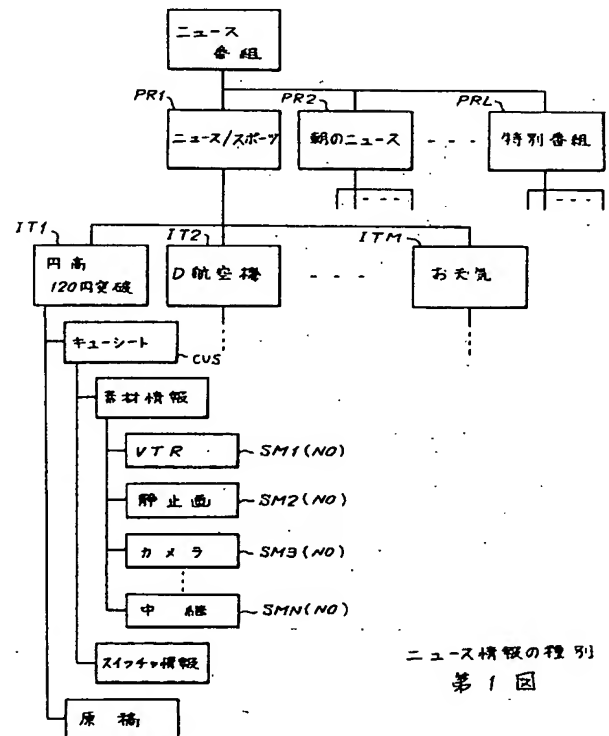 ニュース
番組
PR1
PR2
PRL
ニュース/スポーツ
朝のニュース
特別番組
IT1
IT2
ITM
円高
120円突破
D航空機
お天気
キューシート
CUS
素材情報
VTR
SM1(NO)
静止画
SM2(NO)
カメラ
SM3(NO)
中継
SMN(NO)
スイッチャ情報
原稿
ニュース情報の種別
第1図